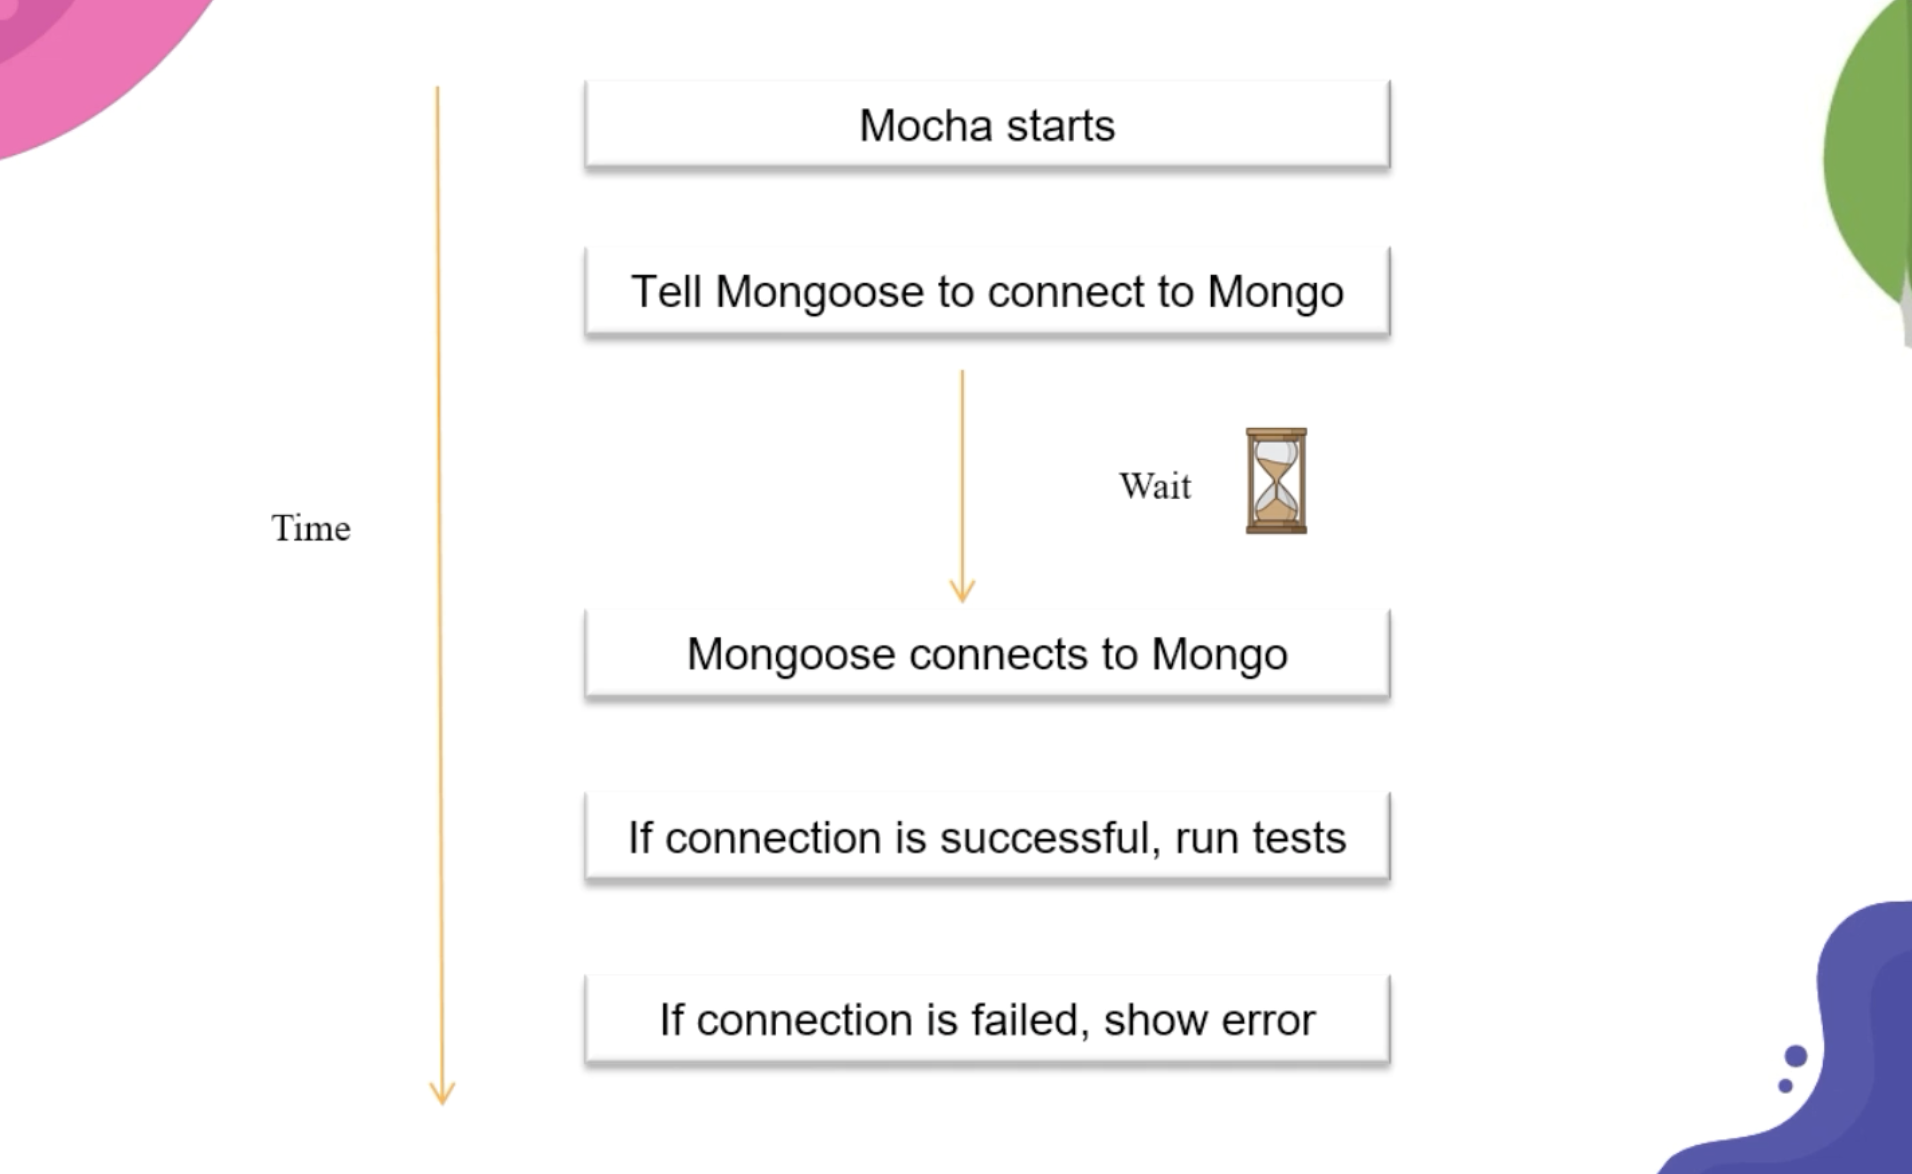 Mocha starts
Tell Mongoose to connect to Mongo
Wait
Time
Mongoose connects to Mongo
If connection is successful, run tests
If connection is failed, show error